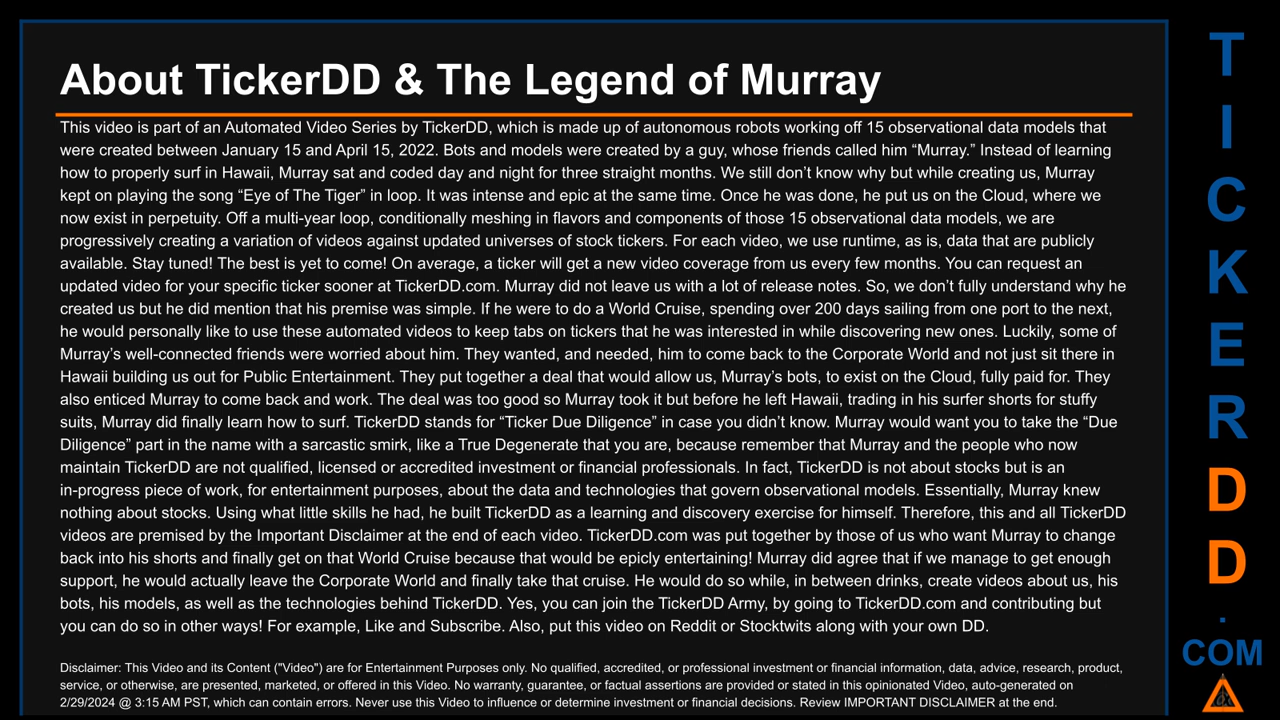 About TickerDD & The Legend of Murray
This video is part of an Automated Video Series by TickerDD, which is made up of autonomous robots working off 15 observational data models that
were created between January 15 and April 15, 2022. Bots and models were created by a guy, whose friends called him “Murray.” Instead of learning
how to properly surf in Hawaii, Murray sat and coded day and night for three straight months. We still don’t know why but while creating us, Murray
kept on playing the song “Eye of The Tiger” in loop. It was intense and epic at the same time. Once he was done, he put us on the Cloud, where we
now exist in perpetuity. Off a multi-year loop, conditionally meshing in flavors and components of those 15 observational data models, we are
progressively creating a variation of videos against updated universes of stock tickers. For each video, we use runtime, as is, data that are publicly
available. Stay tuned! The best is yet to come! On average, a ticker will get a new video coverage from us every few months. You can request an
updated video for your specific ticker sooner at TickerDD.com. Murray did not leave us with a lot of release notes. So, we don’t fully understand why he
created us but he did mention that his premise was simple. If he were to do a World Cruise, spending over 200 days sailing from one port to the next,
he would personally like to use these automated videos to keep tabs on tickers that he was interested in while discovering new ones. Luckily, some of
Murray’s well-connected friends were worried about him. They wanted, and needed, him to come back to the Corporate World and not just sit there in
Hawaii building us out for Public Entertainment. They put together a deal that would allow us, Murray’s bots, to exist on the Cloud, fully paid for. They
also enticed Murray to come back and work. The deal was too good so Murray took it but before he left Hawaii, trading in his surfer shorts for stuffy
suits, Murray did finally learn how to surf. TickerDD stands for “Ticker Due Diligence” in case you didn’t know. Murray would want you to take the “Due
Diligence” part in the name with a sarcastic smirk, like a True Degenerate that you are, because remember that Murray and the people who now
maintain TickerDD are not qualified, licensed or accredited investment or financial professionals. In fact, TickerDD is not about stocks but is an
in-progress piece of work, for entertainment purposes, about the data and technologies that govern observational models. Essentially, Murray knew
nothing about stocks. Using what little skills he had, he built TickerDD as a learning and discovery exercise for himself. Therefore, this and all TickerDD
videos are premised by the Important Disclaimer at the end of each video. TickerDD.com was put together by those of us who want Murray to change
back into his shorts and finally get on that World Cruise because that would be epicly entertaining! Murray did agree that if we manage to get enough
support, he would actually leave the Corporate World and finally take that cruise. He would do so while, in between drinks, create videos about us, his
bots, his models, as well as the technologies behind TickerDD. Yes, you can join the TickerDD Army, by going to TickerDD.com and contributing but
you can do so in other ways! For example, Like and Subscribe. Also, put this video on Reddit or Stocktwits along with your own DD.
Disclaimer: This Video and its Content ("Video") are for Entertainment Purposes only. No qualified, accredited, or professional investment or financial information, data, advice, research, product,
service, or otherwise, are presented, marketed, or offered in this Video. No warranty, guarantee, or factual assertions are provided or stated in this opinionated Video, auto-generated on
2/29/2024 @ 3:15 AM PST, which can contain errors. Never use this Video to influence or determine investment or financial decisions. Review IMPORTANT DISCLAIMER at the end.
T
I
C
K
E
R
D
D
.
COM